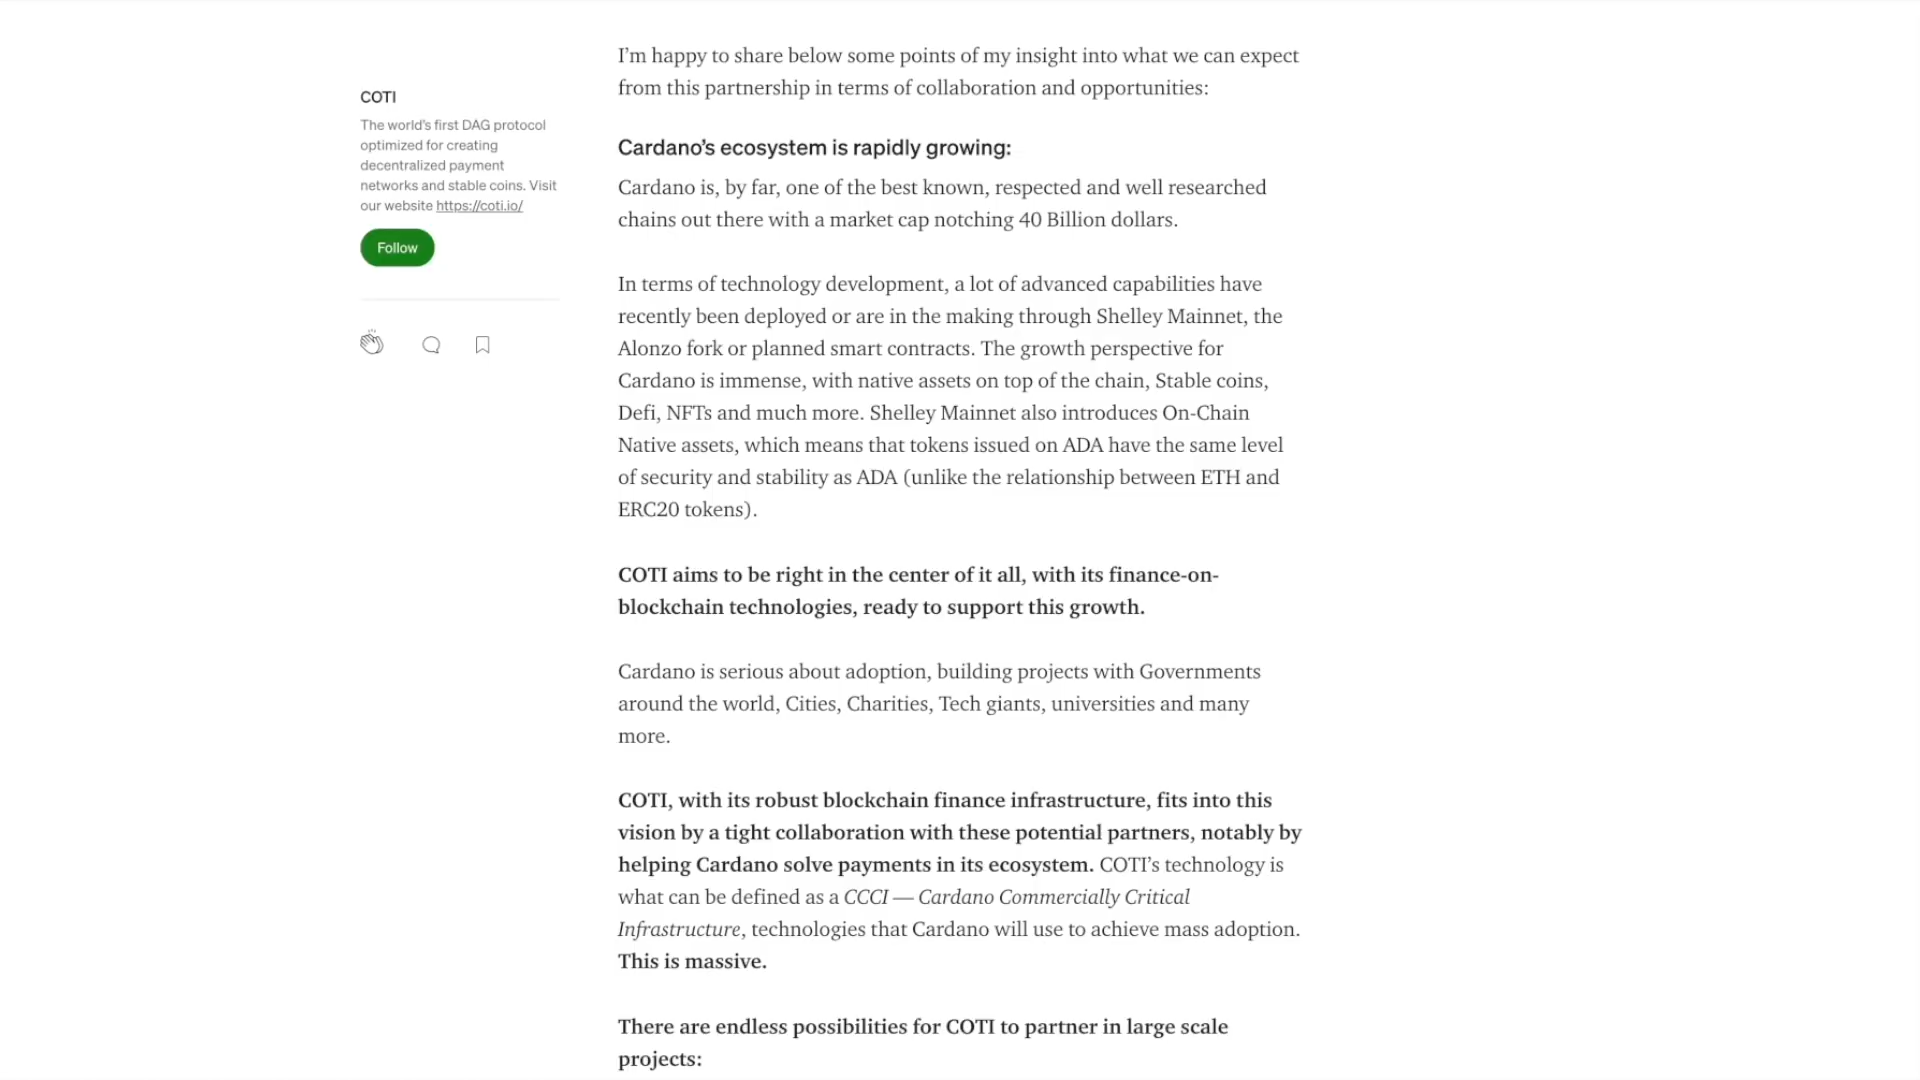 I'm happy to share below some points of my insight into what we can expect
from this partnership in terms of collaboration and opportunities:
COTI
The world's first DAG protocol
optimized for creating
decentralized payment
networks and stable coins. Visit
our website https://coti.io/
Follow
Cardano's ecosystem is rapidly growing:
Cardano is, by far, one of the best known, respected and well researched
chains out there with a market cap notching 40 Billion dollars.
In terms of technology development, a lot of advanced capabilities have
recently been deployed or are in the making through Shelley Mainnet, the
Alonzo fork or planned smart contracts. The growth perspective for
Cardano is immense, with native assets on top of the chain, Stable coins,
Defi, NFTs and much more. Shelley Mainnet also introduces On-Chain
Native assets, which means that tokens issued on ADA have the same level
of security and stability as ADA (unlike the relationship between ETH and
ERC20 tokens).
COTI aims to be right in the center of it all, with its finance-on-
blockchain technologies, ready to support this growth.
Cardano is serious about adoption, building projects with Governments
around the world, Cities, Charities, Tech giants, universities and many
more.
COTI, with its robust blockchain finance infrastructure, fits into this
vision by a tight collaboration with these potential partners, notably by
helping Cardano solve payments in its ecosystem. COTI's technology is
what can be defined as a CCCI — Cardano Commercially Critical
Infrastructure, technologies that Cardano will use to achieve mass adoption.
This is massive.
There are endless possibilities for COTI to partner in large scale
projects: